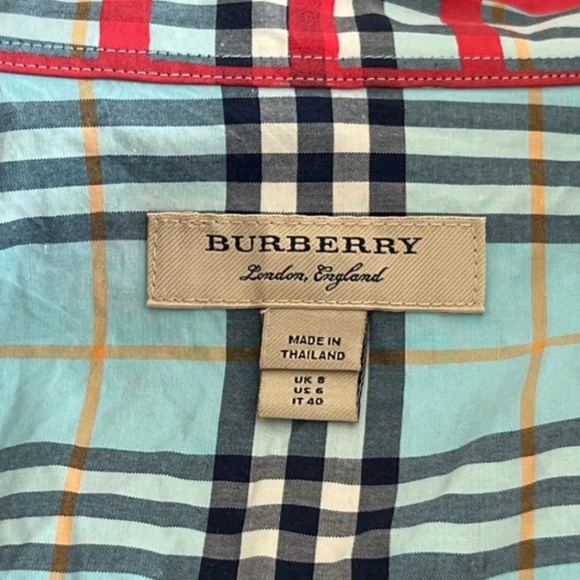 BURBERRY
London, England
MADE IN
THAILAND
UK 8
US 6
IT 40